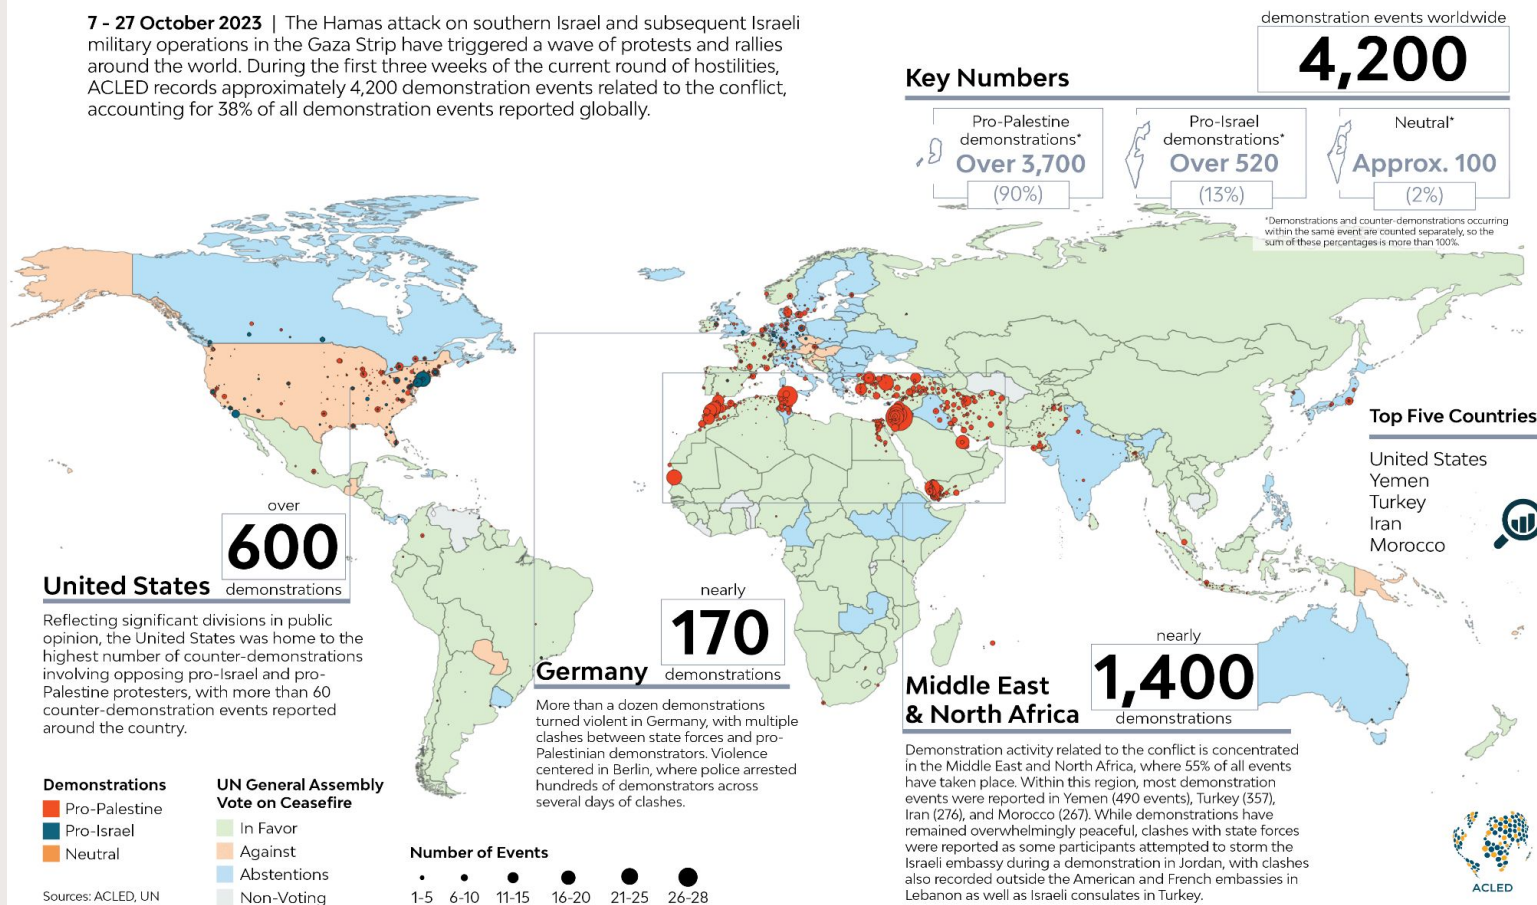 7 - 27 October 2023 | The Hamas attack on southern Israel and subsequent Israeli
military operations in the Gaza Strip have triggered a wave of protests and rallies
around the world. During the first three weeks of the current round of hostilities,
ACLED records approximately 4,200 demonstration events related to the conflict,
accounting for 38% of all demonstration events reported globally.
demonstration events worldwide
4,200
Key Numbers
Pro-Palestine
demonstrations*
Over 3,700
(90%)
Pro-Israel
demonstrations*
Over 520
(13%)
Neutral*
Approx. 100
(2%)
*Demonstrations and counter-demonstrations occurring
within the same event are counted separately, so the
sum of these percentages is more than 100%.
Top Five Countries
United States
Yemen
Turkey
Iran
Morocco
over
600
demonstrations
United States
Reflecting significant divisions in public
opinion, the United States was home to the
highest number of counter-demonstrations
involving opposing pro-Israel and pro-
Palestine protesters, with more than 60
counter-demonstration events reported
around the country.
nearly
170
demonstrations
Germany
More than a dozen demonstrations
turned violent in Germany, with multiple
clashes between state forces and pro-
Palestinian demonstrators. Violence
centered in Berlin, where police arrested
hundreds of demonstrators across
several days of clashes.
nearly
1,400
demonstrations
Middle East
& North Africa
Demonstration activity related to the conflict is concentrated
in the Middle East and North Africa, where 55% of all events
have taken place. Within this region, most demonstration
events were reported in Yemen (490 events), Turkey (357),
Iran (276), and Morocco (267). While demonstrations have
remained overwhelmingly peaceful, clashes with state forces
were reported as some participants attempted to storm the
Israeli embassy during a demonstration in Jordan, with clashes
also recorded outside the American and French embassies in
Lebanon as well as Israeli consulates in Turkey.
Demonstrations
Pro-Palestine
Pro-Israel
Neutral
UN General Assembly
Vote on Ceasefire
In Favor
Against
Abstentions
Non-Voting
Number of Events
1-5 6-10 11-15 16-20 21-25 26-28
Sources: ACLED, UN
ACLED